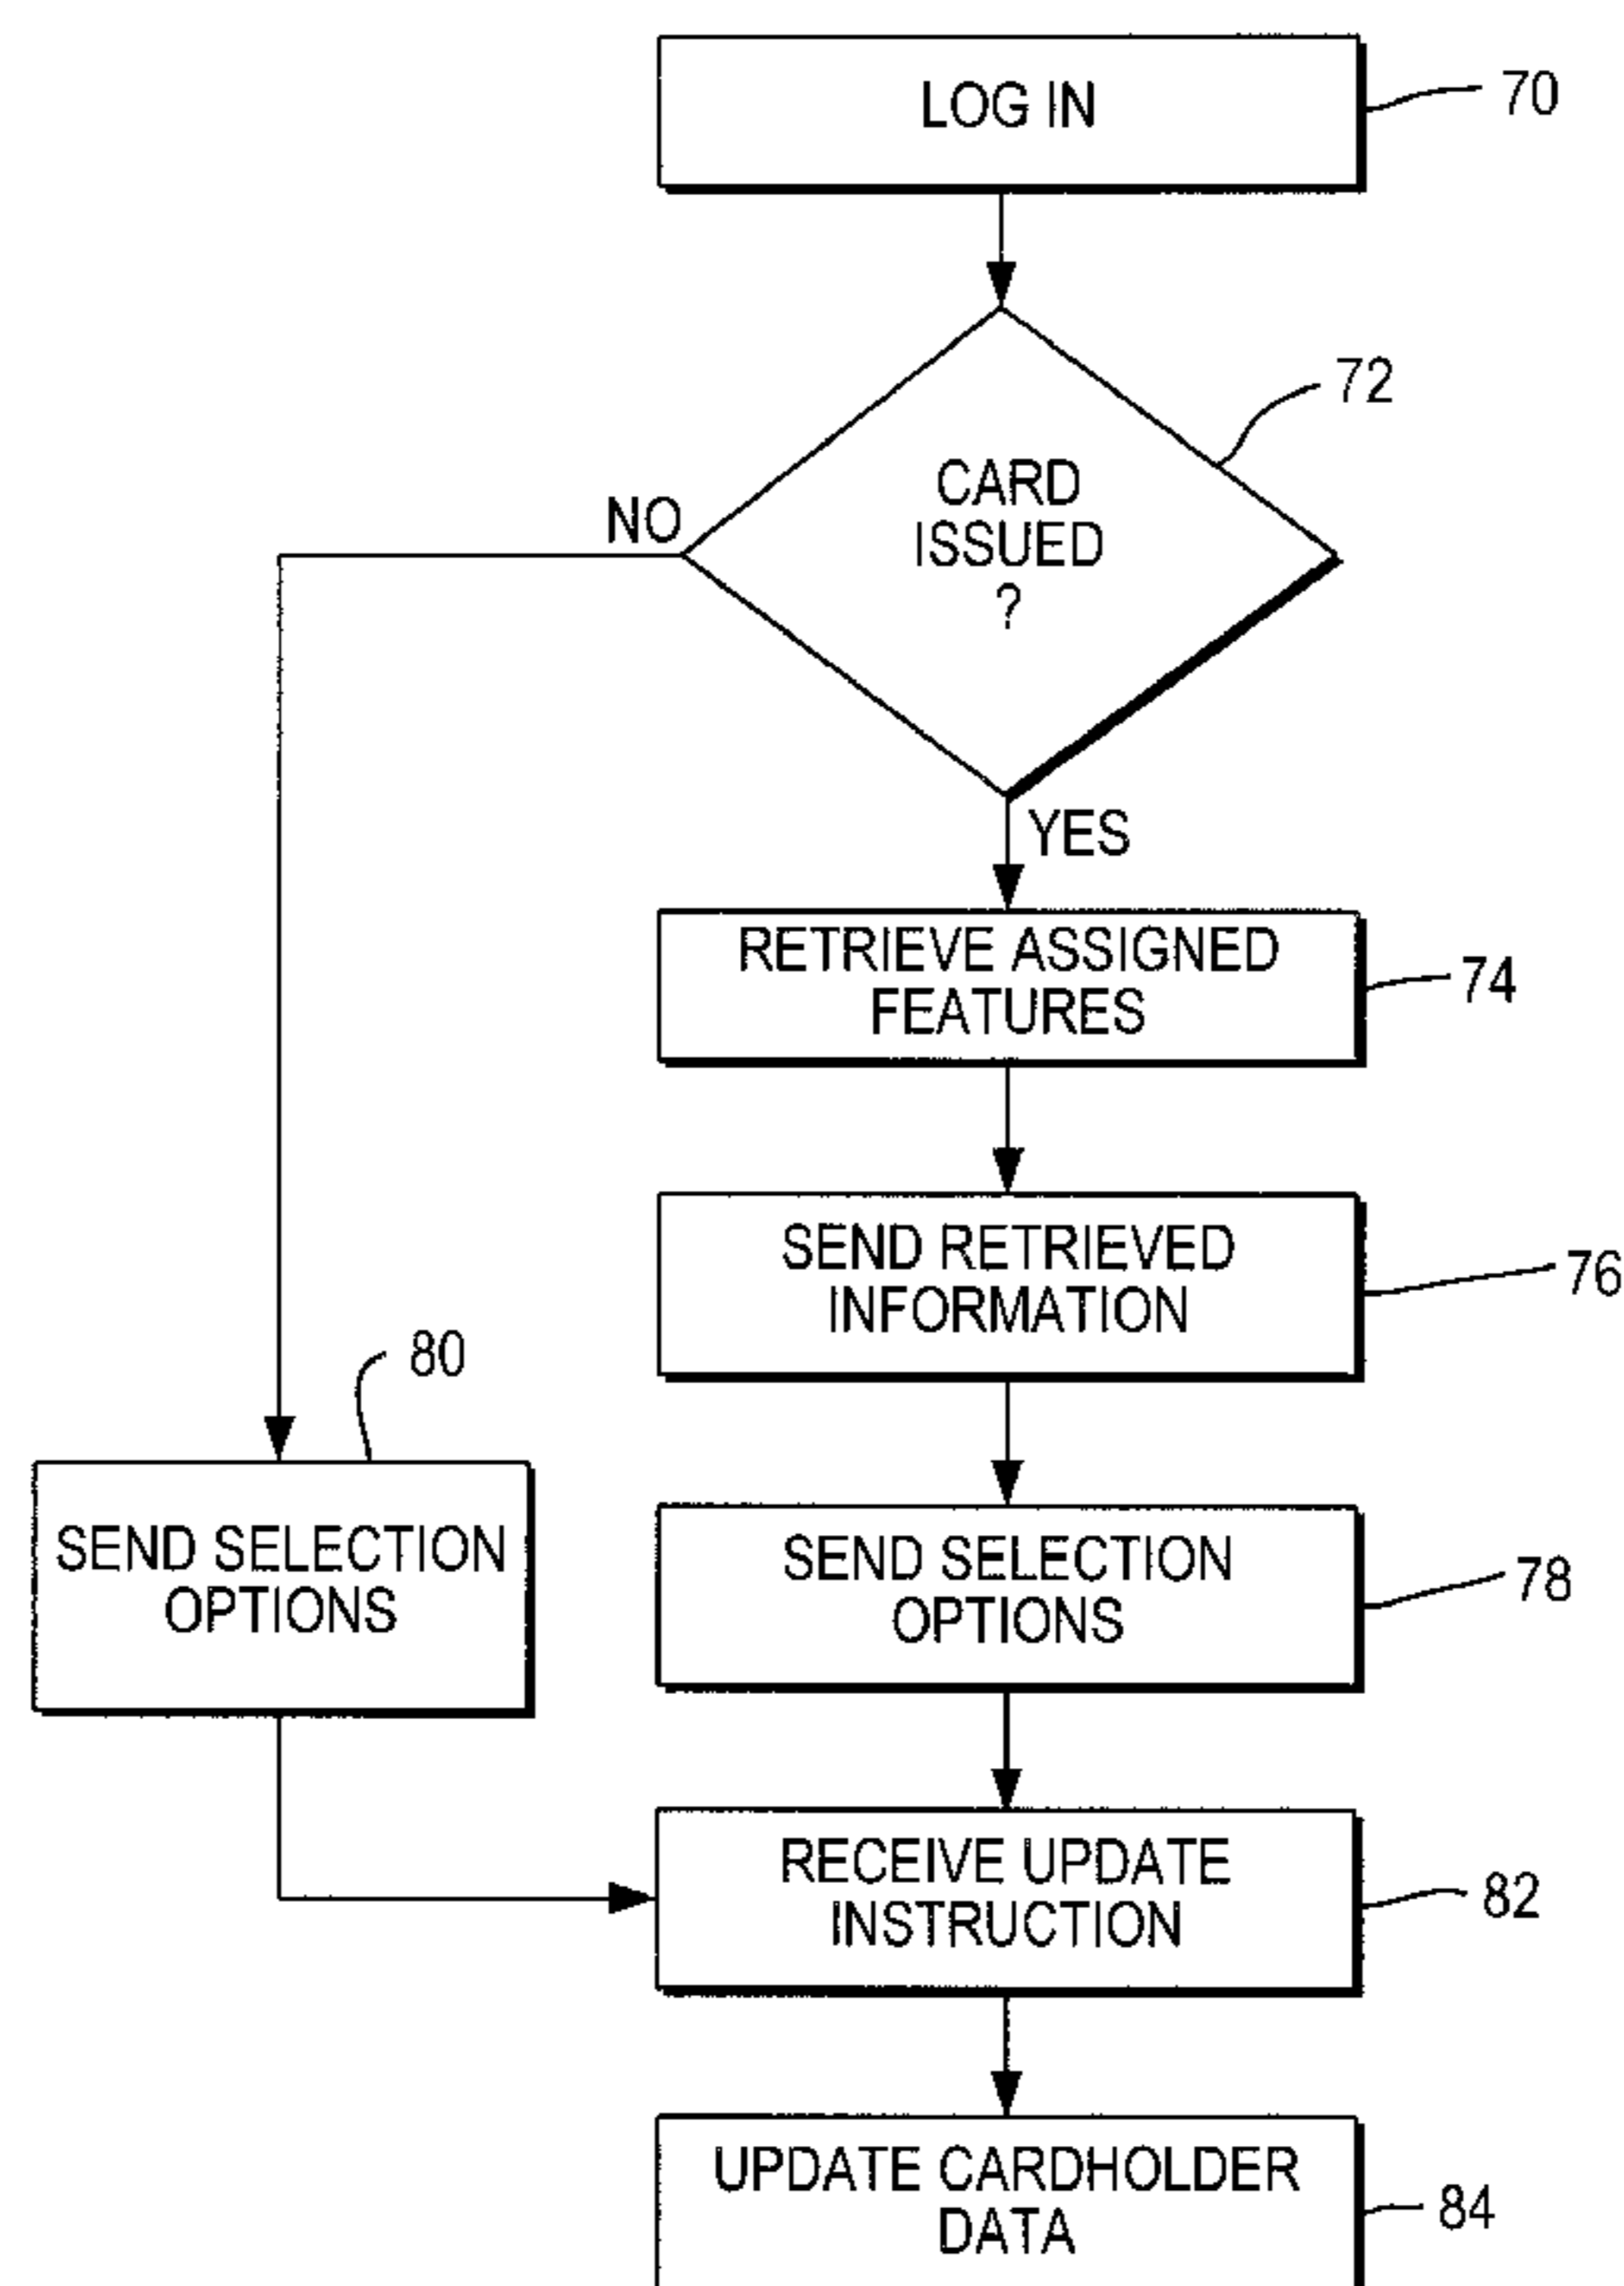 LOG IN
70
72
CARD
ISSUED
?
NO
YES
RETRIEVE ASSIGNED
FEATURES
74
SEND RETRIEVED
INFORMATION
76
80
SEND SELECTION
OPTIONS
SEND SELECTION
OPTIONS
78
RECEIVE UPDATE
INSTRUCTION
82
UPDATE CARDHOLDER
DATA
84